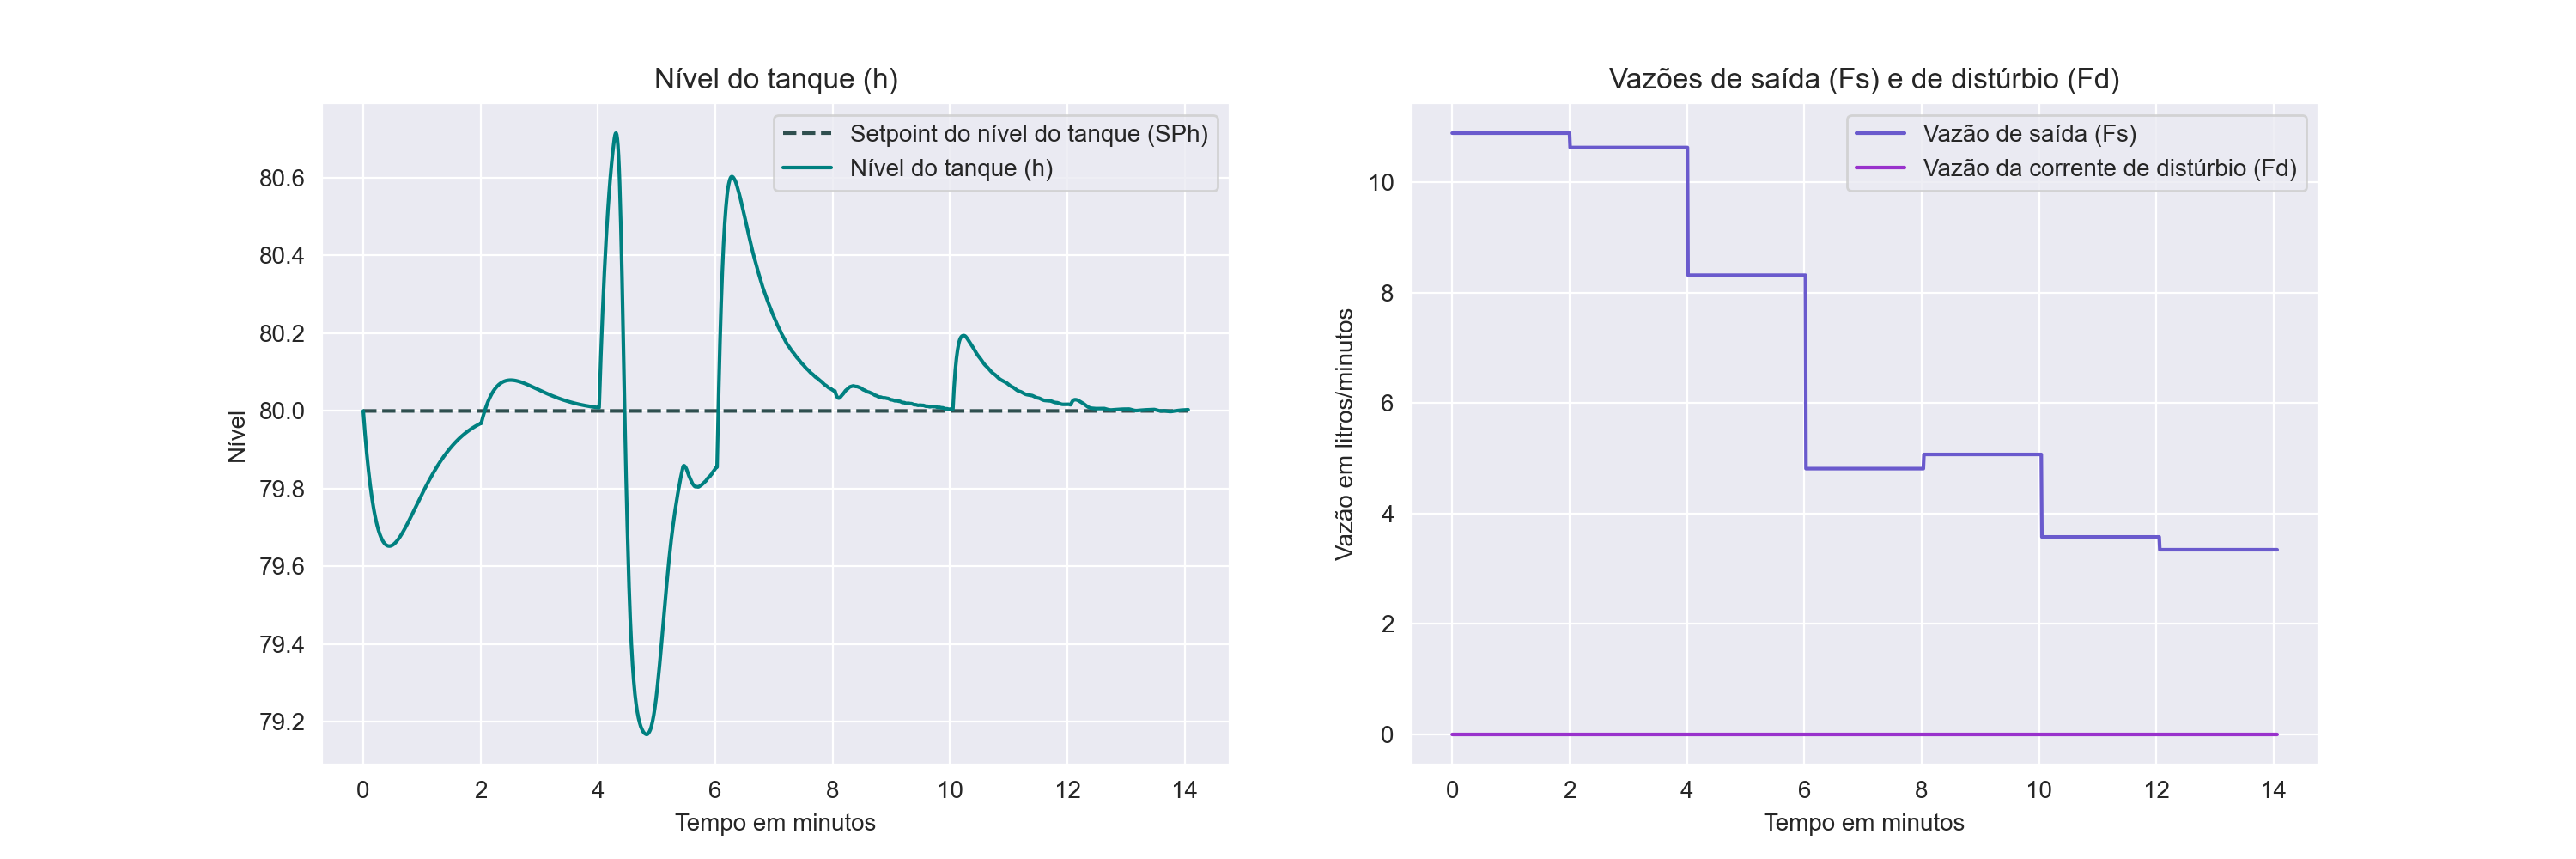 Nível do tanque (h)
Setpoint do nível do tanque (SPh)
Nível do tanque (h)
80.6
80.4
80.2
80.0
79.8
79.6
79.4
79.2
Nível
0 2 4 6 8 10 12 14
Tempo em minutos
Vazões de saída (Fs) e de distúrbio (Fd)
Vazão de saída (Fs)
Vazão da corrente de distúrbio (Fd)
10
8
6
4
2
0
Vazão em litros/minutos
0 2 4 6 8 10 12 14
Tempo em minutos